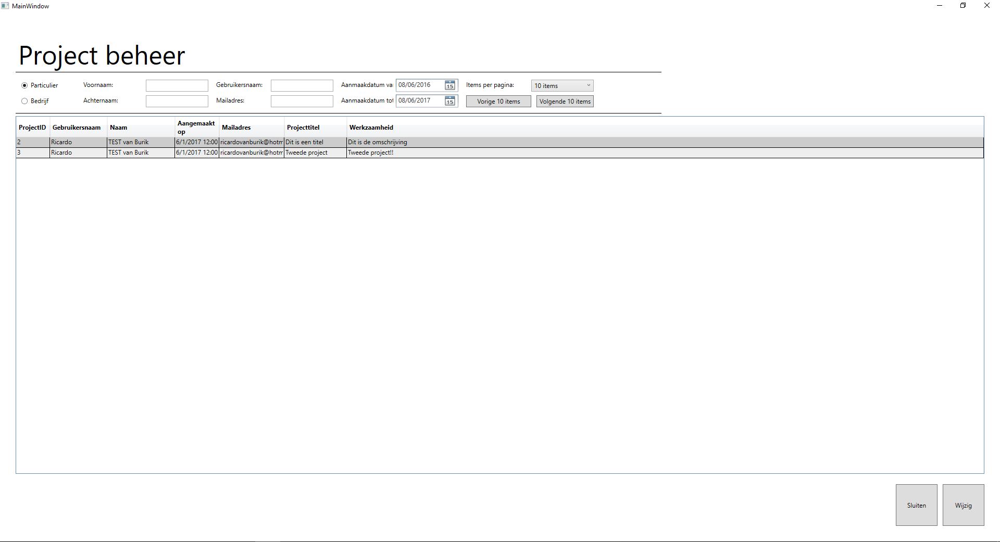 MainWindow
Project beheer
Particulier Voornaam: Gebruikersnaam: Aanmaakdatum va 08/06/2016 15 Items per pagina: 10 items
Bedrijf Achternaam: Mailadres: Aanmaakdatum tot 08/06/2017 15 Vorige 10 items Volgende 10 items
ProjectID Gebruikersnaam Naam Aangemaakt op Mailadres Projecttitel Werkzaamheid
2 Ricardo TEST van Burik 6/1/2017 12:00 ricardovanburik@hotm Dit is een titel Dit is de omschrijving
3 Ricardo TEST van Burik 6/1/2017 12:00 ricardovanburik@hotm Tweede project Tweede project!!
Sluiten Wijzig